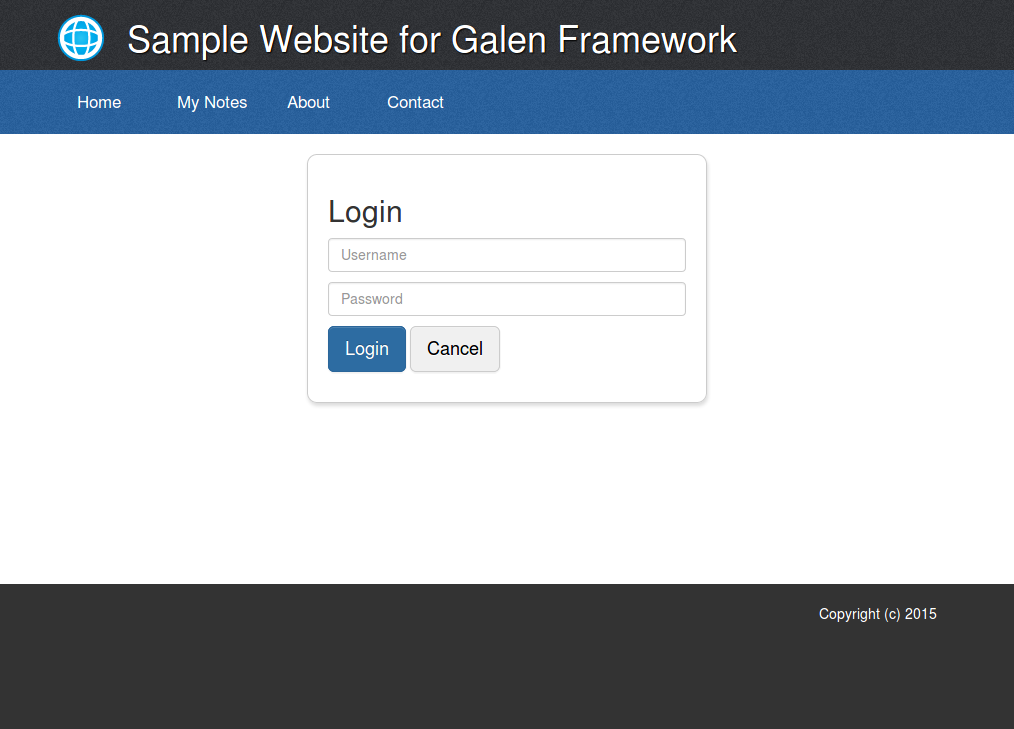 Sample Website for Galen Framework
Home My Notes About Contact
Login
Username
Password
Login Cancel
Copyright (c) 2015